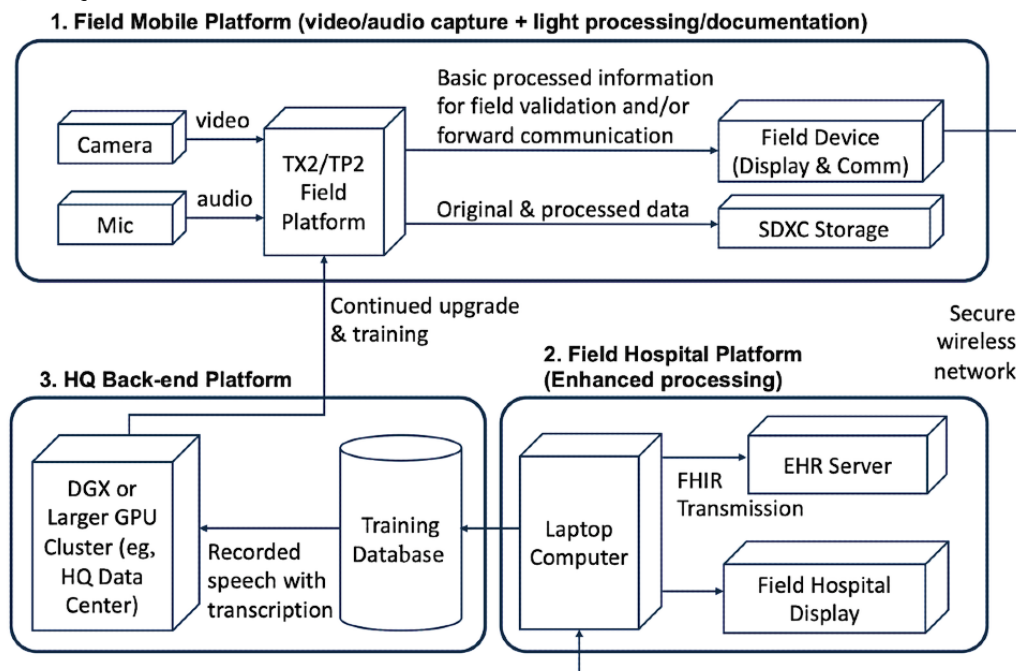 1. Field Mobile Platform (video/audio capture + light processing/documentation)
Camera
video
Mic
audio
TX2/TP2
Field
Platform
Basic processed information
for field validation and/or
forward communication
Field Device
(Display & Comm)
Original & processed data
SDXC Storage
Continued upgrade
& training
Secure
wireless
network
3. HQ Back-end Platform
DGX or
Larger GPU
Cluster (eg,
HQ Data
Center)
Recorded
speech with
transcription
Training
Database
2. Field Hospital Platform
(Enhanced processing)
Laptop
Computer
FHIR
Transmission
EHR Server
Field Hospital
Display